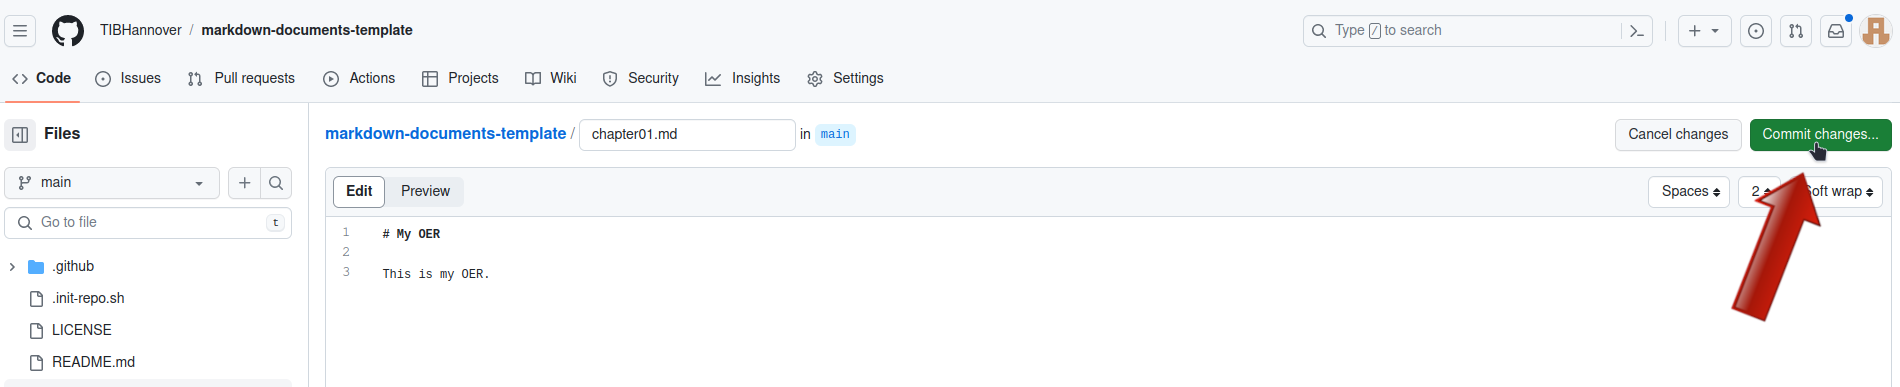 TIBHannover / markdown-documents-template
Type / to search
Code Issues Pull requests Actions Projects Wiki Security Insights Settings
Files
markdown-documents-template / chapter01.md in main
Cancel changes Commit changes...
main
Edit Preview
Spaces 2 Soft wrap
Go to file t
1 # My OER
2
3 This is my OER.
.github
.init-repo.sh
LICENSE
README.md